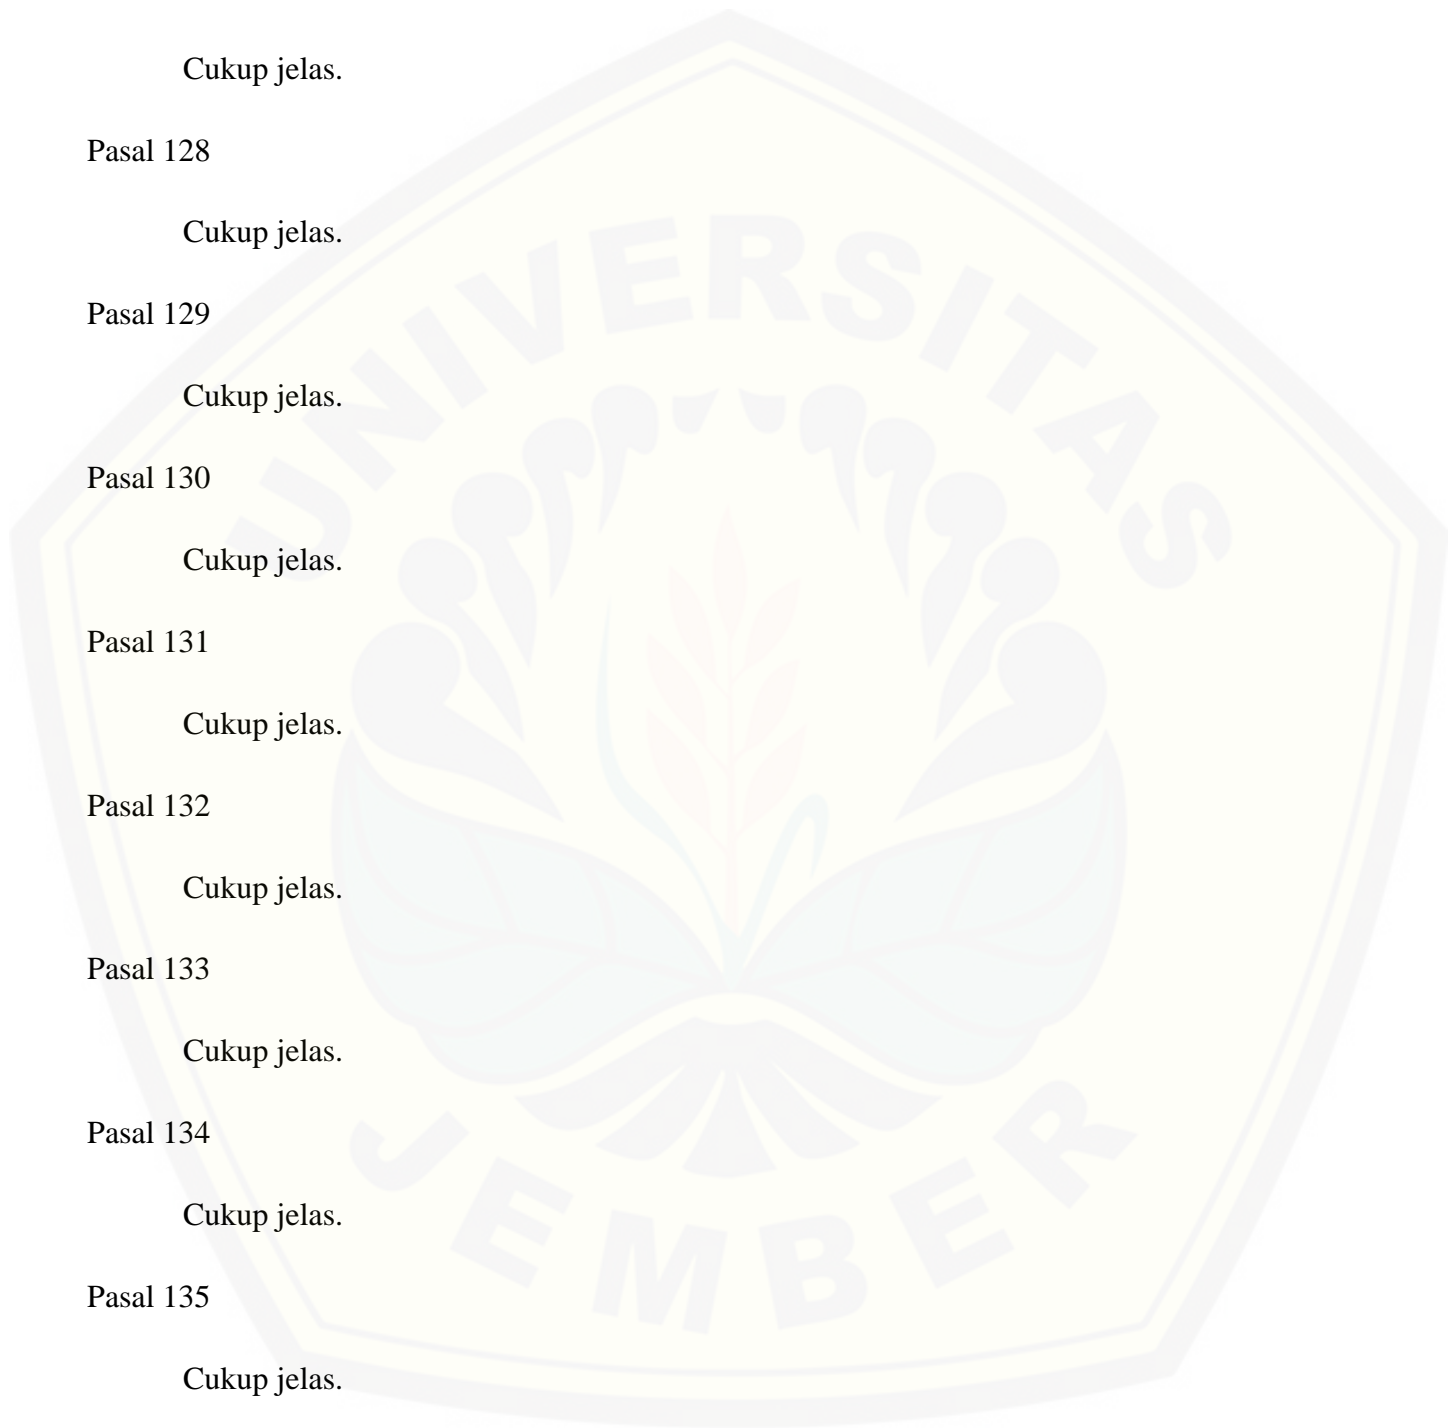 Cukup jelas.
Pasal 128
Cukup jelas.
Pasal 129
Cukup jelas.
Pasal 130
Cukup jelas.
Pasal 131
Cukup jelas.
Pasal 132
Cukup jelas.
Pasal 133
Cukup jelas.
Pasal 134
Cukup jelas.
Pasal 135
Cukup jelas.
UNIVERSITAS
JEMBER